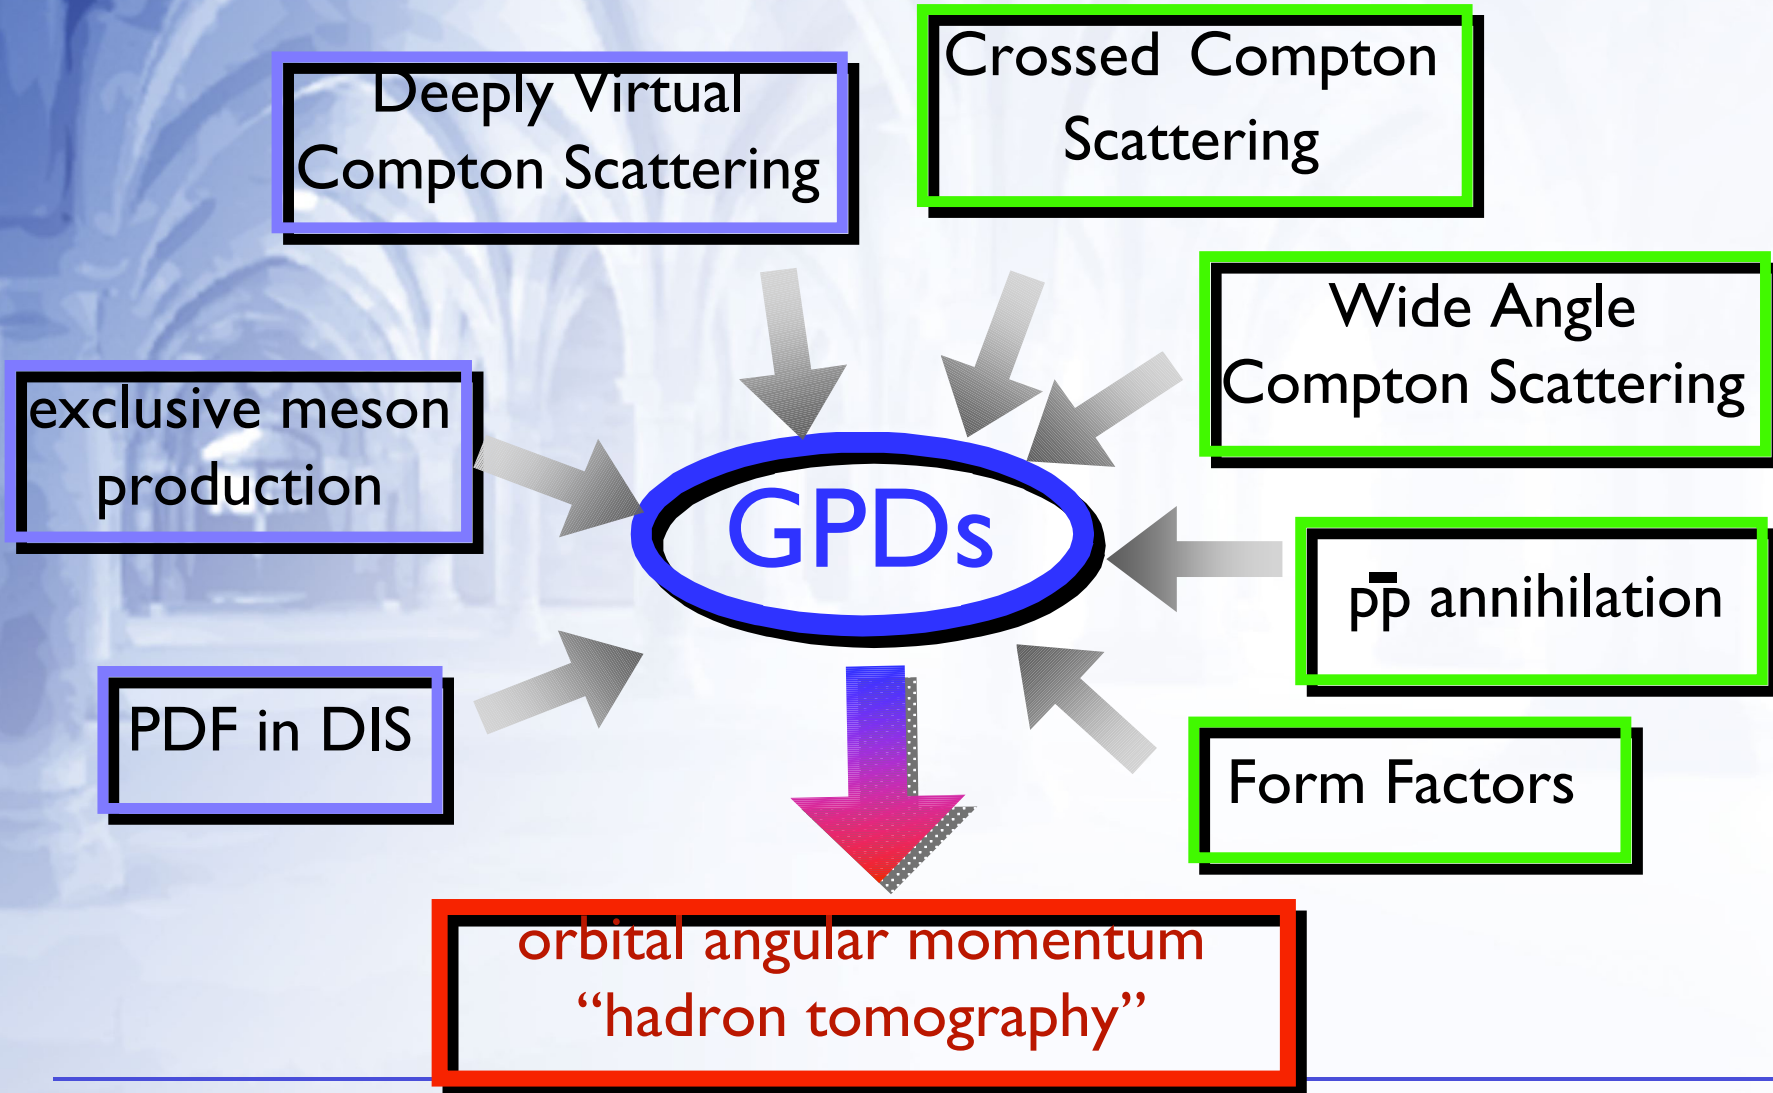 Deeply Virtual
Compton Scattering
Crossed Compton
Scattering
Wide Angle
Compton Scattering
exclusive meson
production
GPDs
pp̅ annihilation
PDF in DIS
Form Factors
orbital angular momentum
“hadron tomography”